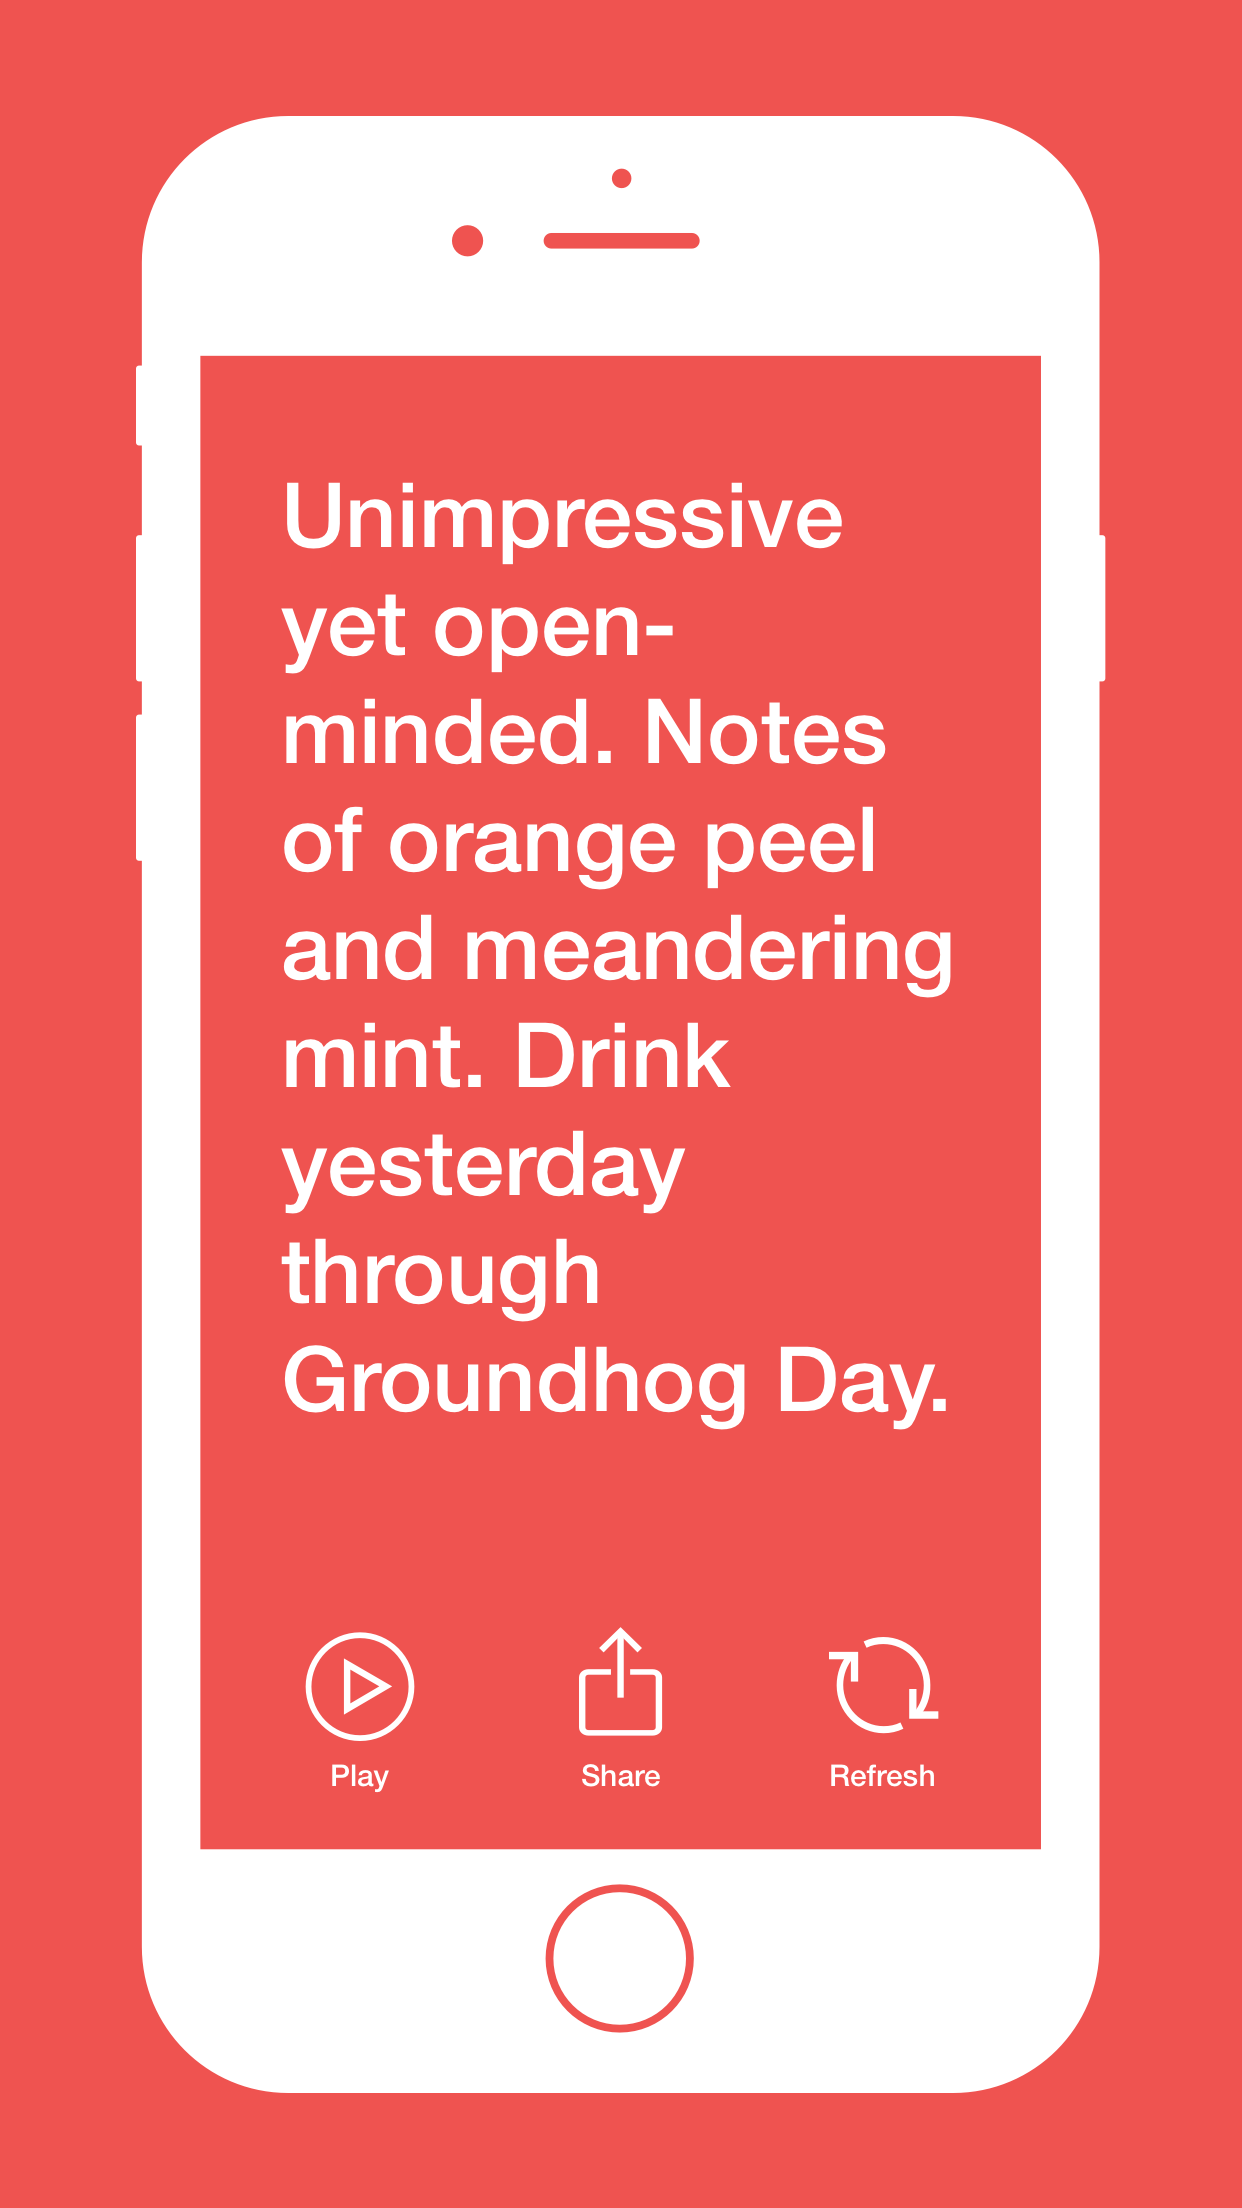 Unimpressive
yet open-
minded. Notes
of orange peel
and meandering
mint. Drink
yesterday
through
Groundhog Day.
Play
Share
Refresh